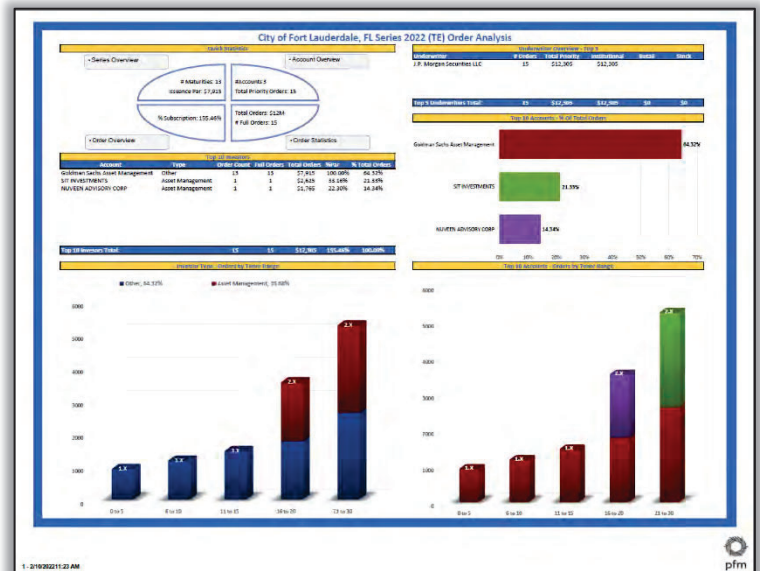 City of Fort Lauderdale, FL Series 2022 (TE) Order Analysis
Quick Statistics
• Series Overview
• Account Overview
# Maturities: 13
Issuance Par: $7,915
#Accounts 3
Total Priority Orders: 15
%Subscription: 155.46%
Total Orders: $12M
# Full Orders: 15
• Order Overview
• Order Statistics
Underwriter Overview - Top 5
Underwriter # Orders Total Priority Institutional Retail Stock
J.P. Morgan Securities LLC 15 $12,305 $12,305
Top 5 Underwriters Total: 15 $12,305 $12,305 $0 $0
Top 10 Investors
Account Type Order Count Full Orders Total Orders %Par % Total Orders
Goldman Sachs Asset Management Other 13 13 $7,915 100.00% 64.32%
SIT INVESTMENTS Asset Management 1 1 $2,625 33.16% 21.33%
NUVEEN ADVISORY CORP Asset Management 1 1 $1,765 22.30% 14.34%
Top 10 Investors Total: 15 15 $12,305 155.46% 100.00%
Top 10 Accounts - % Of Total Orders
Goldman Sachs Asset Management 64.32%
SIT INVESTMENTS 21.33%
NUVEEN ADVISORY CORP 14.34%
0% 10% 20% 30% 40% 50% 60% 70%
Investor Type - Orders by Tenor Range
Other, 64.32% Asset Management, 35.68%
6000
5000
4000
3000
2000
1000
0
1.X 1.X 1.X 2.X 2.X
0 to 5 6 to 10 11 to 15 16 to 20 21 to 30
Top 10 Accounts - Orders by Tenor Range
6000
5000
4000
3000
2000
1000
0
1.X 1.X 1.X 2.X 2.X
0 to 5 6 to 10 11 to 15 16 to 20 21 to 30
1 - 2/10/202211:23 AM
pfm